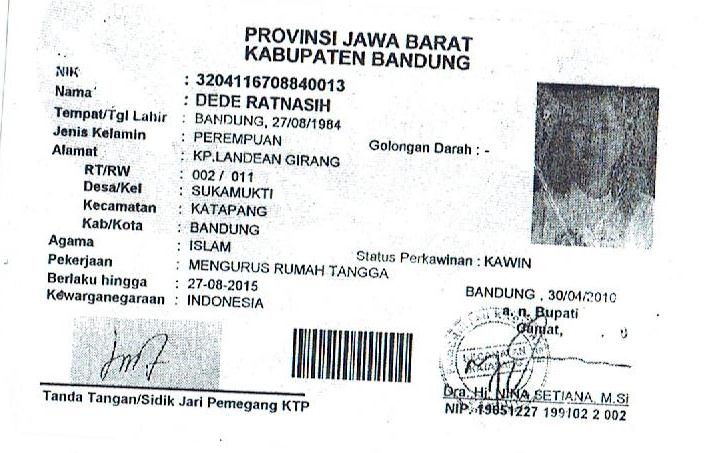 PROVINSI JAWA BARAT
KABUPATEN BANDUNG
NIK : 3204116708840013
Nama : DEDE RATNASIH
Tempat/Tgl Lahir : BANDUNG, 27/08/1984
Jenis Kelamin : PEREMPUAN Golongan Darah : -
Alamat : KP.LANDEAN GIRANG
RT/RW : 002 / 011
Desa/Kel : SUKAMUKTI
Kecamatan : KATAPANG
Kab/Kota : BANDUNG
Agama : ISLAM Status Perkawinan : KAWIN
Pekerjaan : MENGURUS RUMAH TANGGA
Berlaku hingga : 27-08-2015
Kewarganegaraan : INDONESIA
BANDUNG , 30/04/2010
a. n. Bupati
Camat,
Dra. Hj. NINA SETIANA, M.Si
NIP. 19651227 199102 2 002
Tanda Tangan/Sidik Jari Pemegang KTP